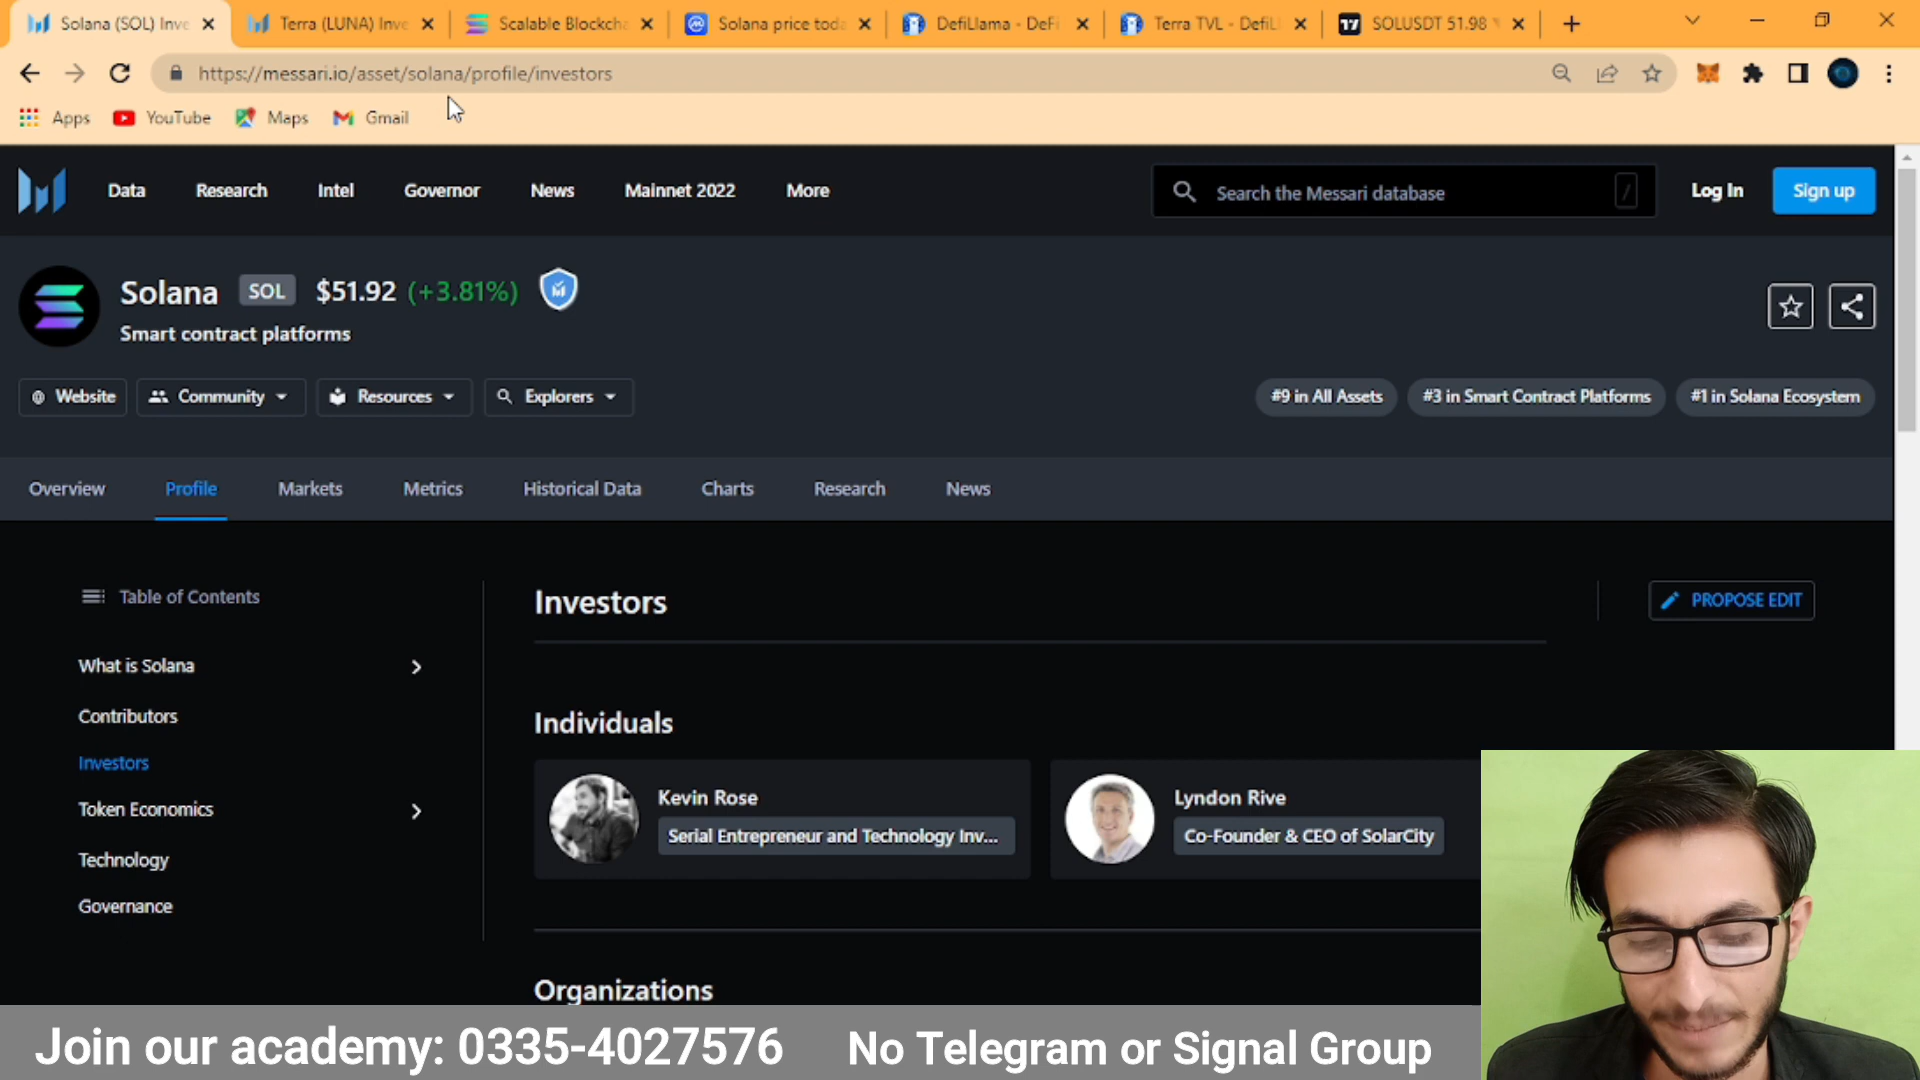 Solana (SOL) Inve
Terra (LUNA) Inve
Scalable Blockcha
Solana price toda
DefiLlama - DeFi
Terra TVL - DefiL
SOLUSDT 51.98
https://messari.io/asset/solana/profile/investors
Apps
YouTube
Maps
Gmail
Data
Research
Intel
Governor
News
Mainnet 2022
More
Search the Messari database
/
Log In
Sign up
Solana SOL $51.92 (+3.81%)
Smart contract platforms
Website
Community
Resources
Explorers
#9 in All Assets
#3 in Smart Contract Platforms
#1 in Solana Ecosystem
Overview
Profile
Markets
Metrics
Historical Data
Charts
Research
News
Table of Contents
What is Solana
Contributors
Investors
Token Economics
Technology
Governance
Investors
PROPOSE EDIT
Individuals
Kevin Rose
Serial Entrepreneur and Technology Inv...
Lyndon Rive
Co-Founder & CEO of SolarCity
Organizations
Join our academy: 0335-4027576
No Telegram or Signal Group